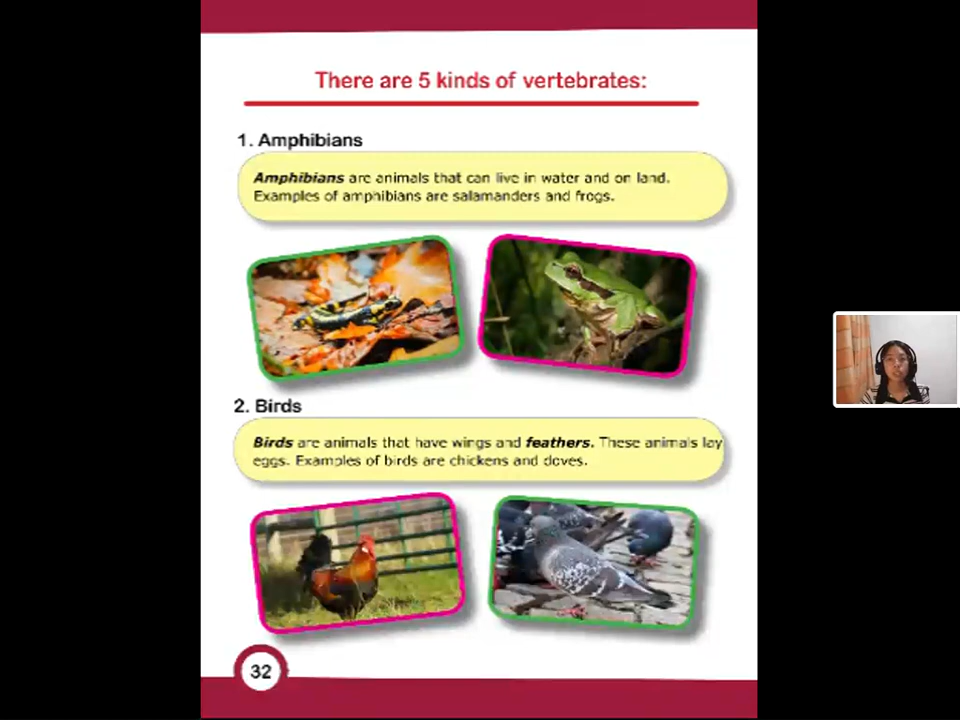 There are 5 kinds of vertebrates:
1. Amphibians
Amphibians are animals that can live in water and on land.
Examples of amphibians are salamanders and frogs.
2. Birds
Birds are animals that have wings and feathers. These animals lay
eggs. Examples of birds are chickens and doves.
32